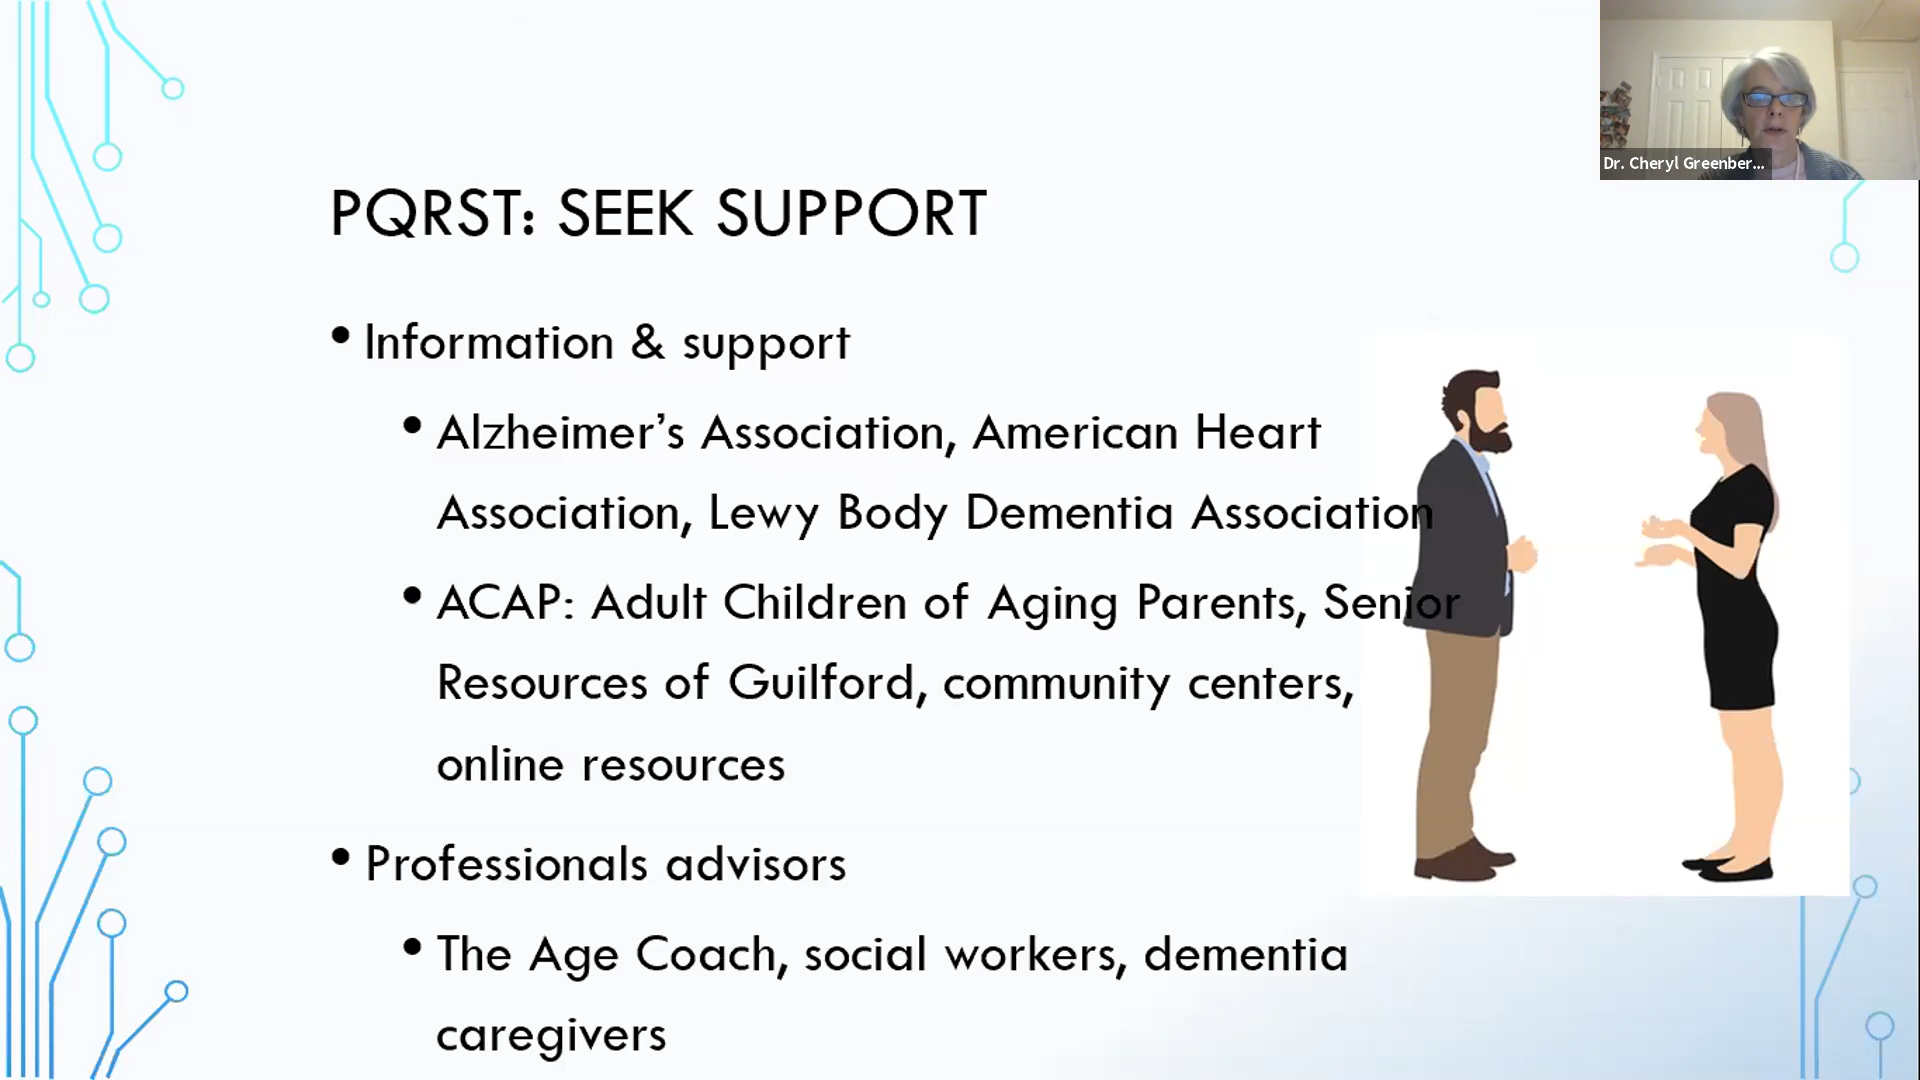 Dr. Cheryl Greenber...
PQRST: SEEK SUPPORT
• Information & support
• Alzheimer’s Association, American Heart
Association, Lewy Body Dementia Association
• ACAP: Adult Children of Aging Parents, Senior
Resources of Guilford, community centers,
online resources
• Professionals advisors
• The Age Coach, social workers, dementia
caregivers